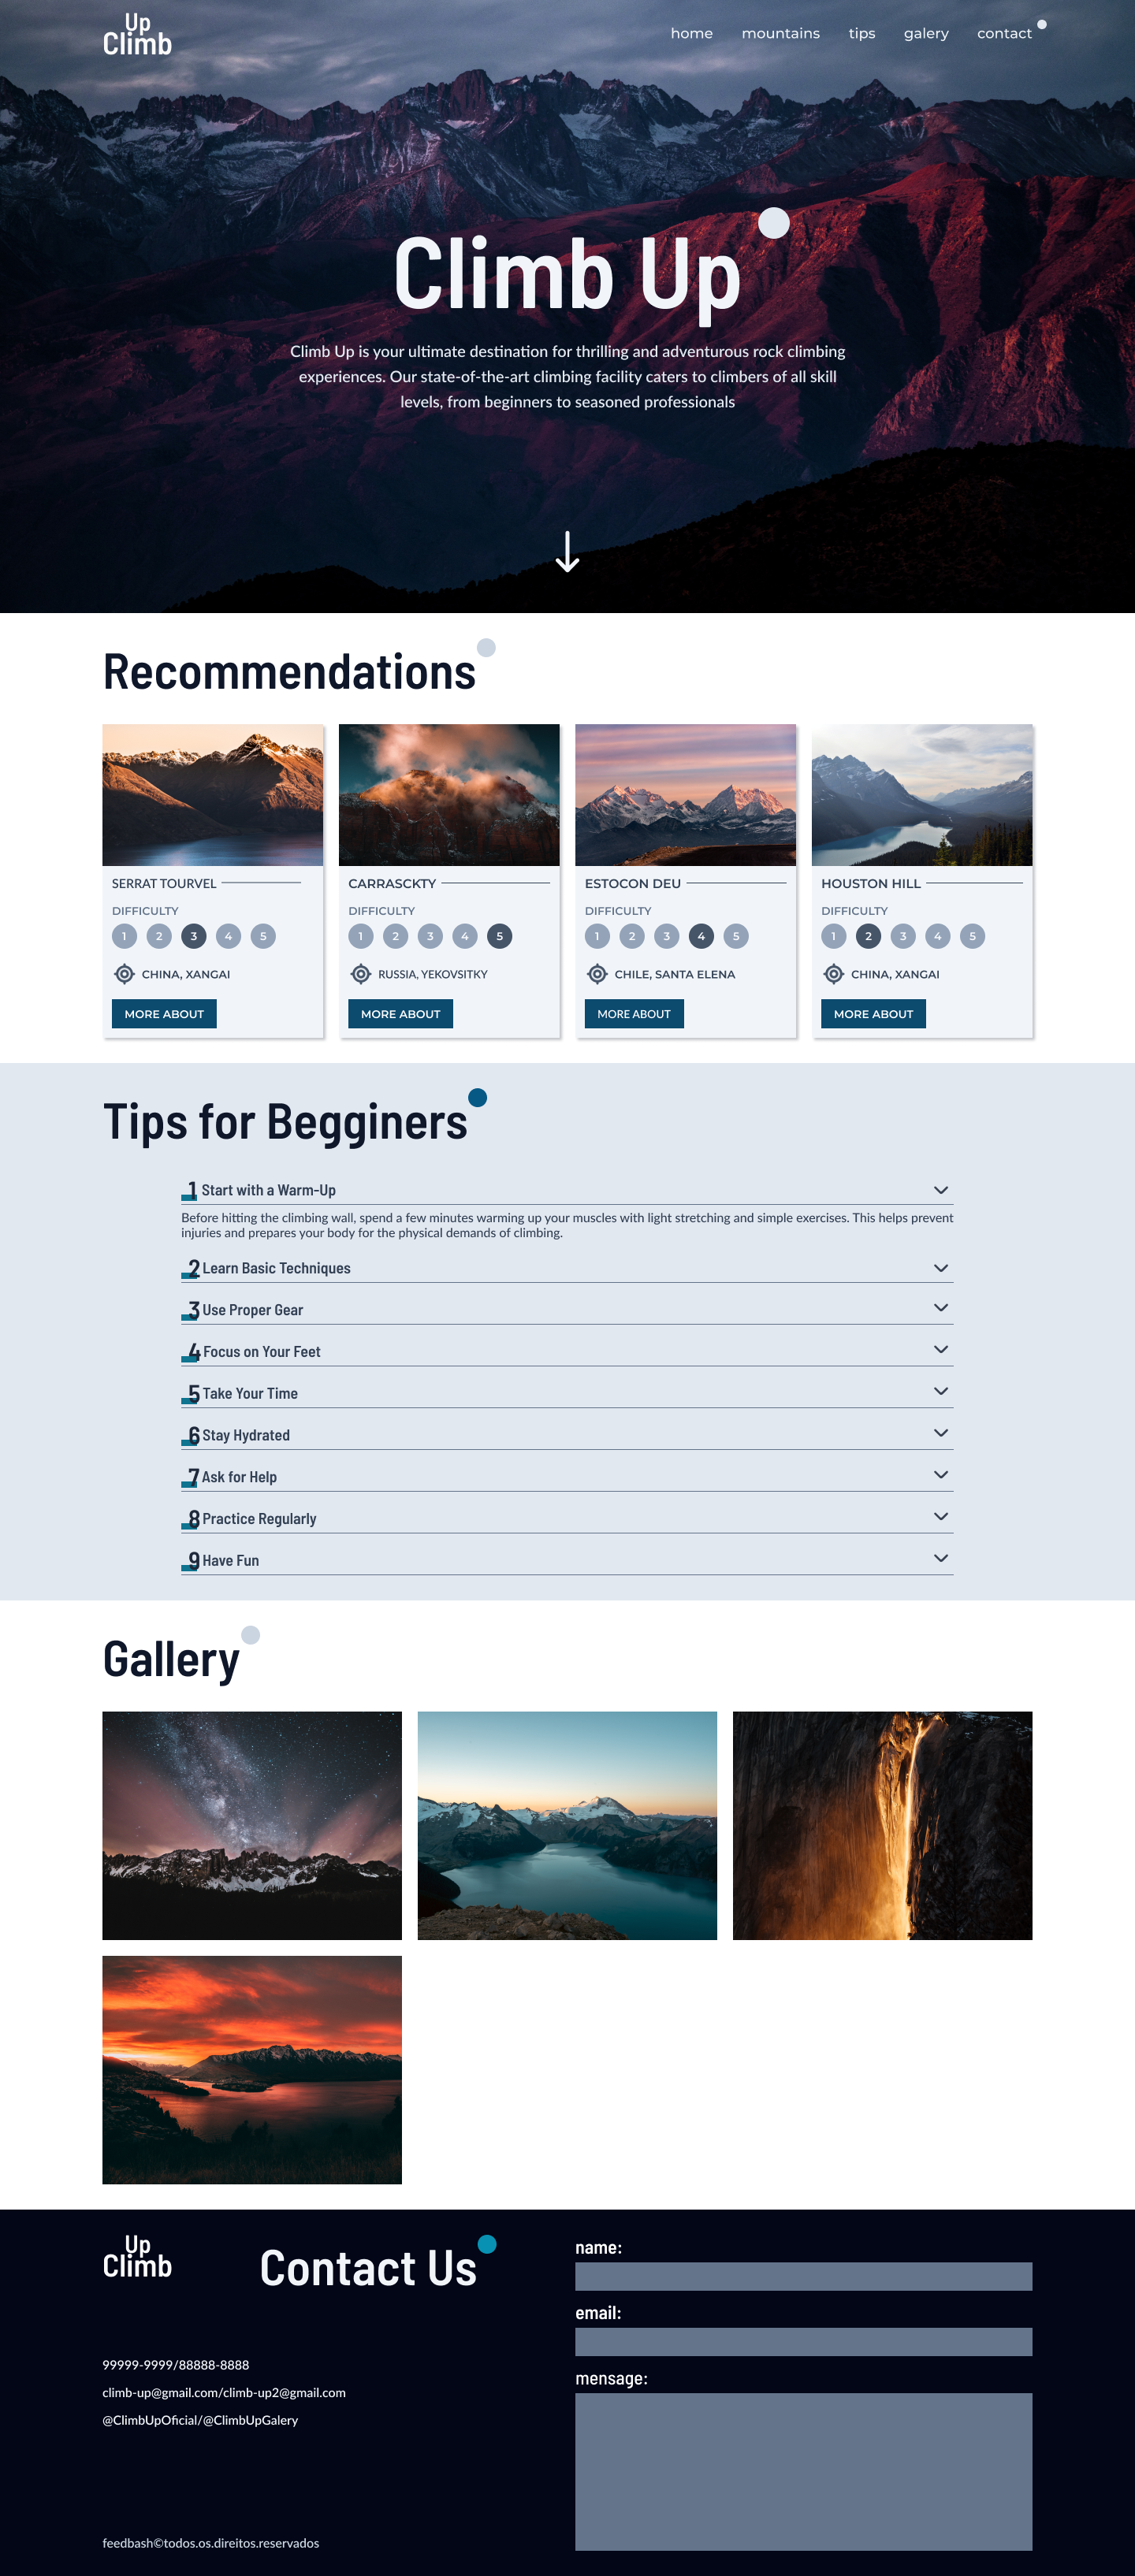 Up
Climb
home mountains tips galery contact
Climb Up
Climb Up is your ultimate destination for thrilling and adventurous rock climbing
experiences. Our state-of-the-art climbing facility caters to climbers of all skill
levels, from beginners to seasoned professionals
Recommendations
SERRAT TOURVEL
DIFFICULTY
1 2 3 4 5
CHINA, XANGAI
MORE ABOUT
CARRASCKTY
DIFFICULTY
1 2 3 4 5
RUSSIA, YEKOVSITKY
MORE ABOUT
ESTOCON DEU
DIFFICULTY
1 2 3 4 5
CHILE, SANTA ELENA
MORE ABOUT
HOUSTON HILL
DIFFICULTY
1 2 3 4 5
CHINA, XANGAI
MORE ABOUT
Tips for Begginers
1 Start with a Warm-Up
Before hitting the climbing wall, spend a few minutes warming up your muscles with light stretching and simple exercises. This helps prevent
injuries and prepares your body for the physical demands of climbing.
2 Learn Basic Techniques
3 Use Proper Gear
4 Focus on Your Feet
5 Take Your Time
6 Stay Hydrated
7 Ask for Help
8 Practice Regularly
9 Have Fun
Gallery
Up
Climb
Contact Us
99999-9999/88888-8888
climb-up@gmail.com/climb-up2@gmail.com
@ClimbUpOficial/@ClimbUpGalery
feedbash©todos.os.direitos.reservados
name:
email:
mensage: